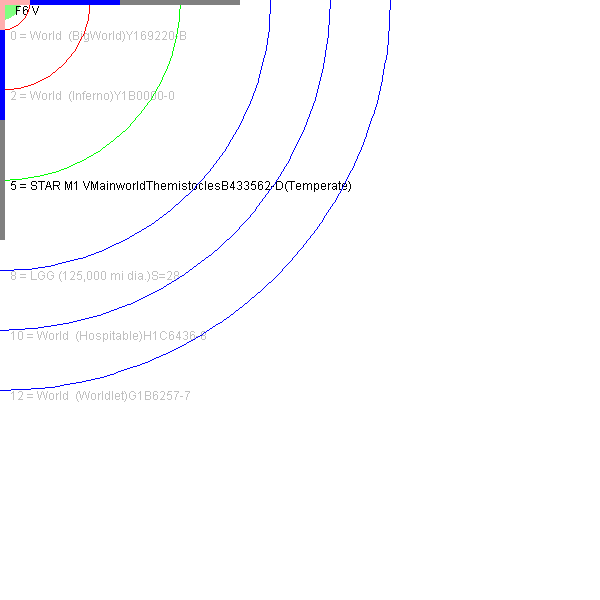 F6 V
0 = World  (BigWorld)Y169220-B
2 = World  (Inferno)Y1B0000-0
5 = STAR M1 VMainworldThemistoclesB433562-D(Temperate)
8 = LGG (125,000 mi dia.)S=28
10 = World  (Hospitable)H1C6436-6
12 = World  (Worldlet)G1B6257-7